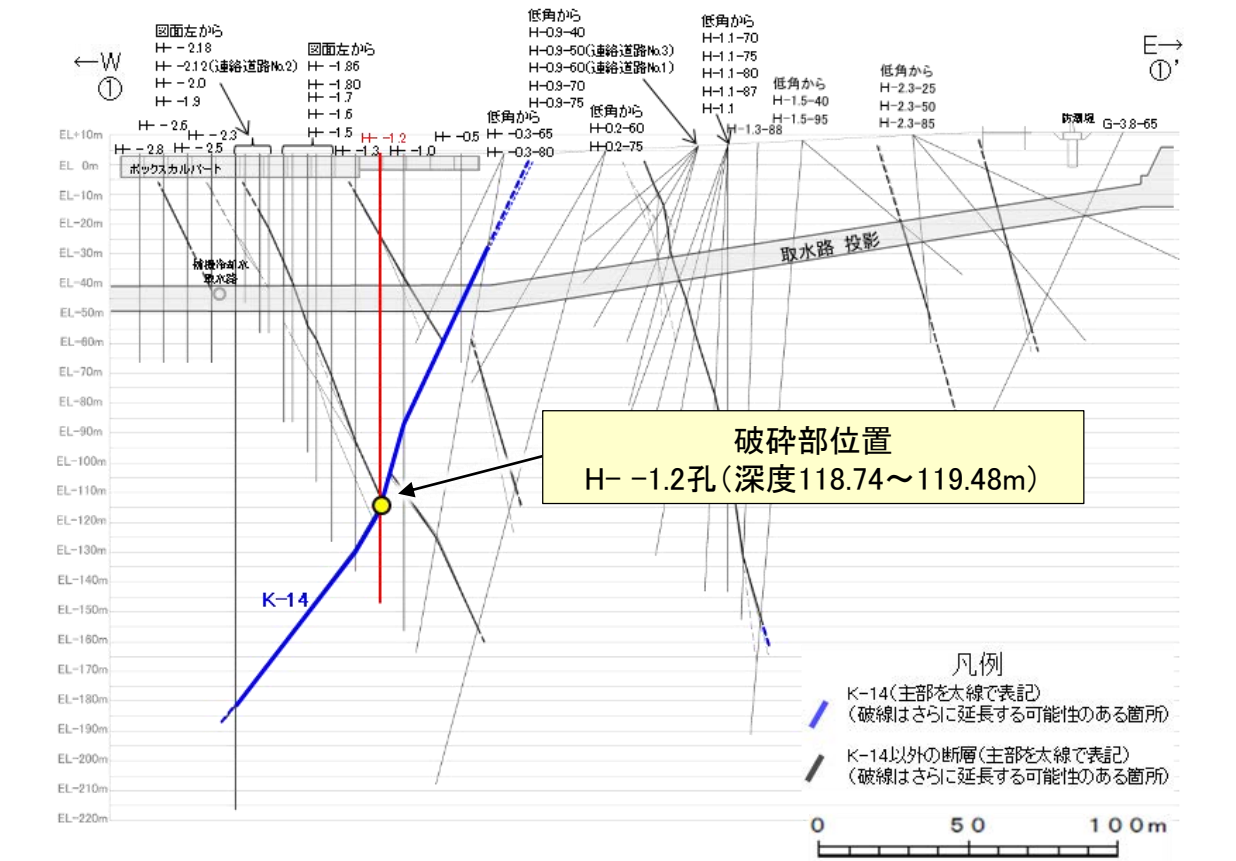 ←W
①
E→
①’
図面左から
H- -2.18
H- -2.12(連絡道路No.2)
H- -2.0
H- -1.9
図面左から
H- -1.86
H- -1.80
H- -1.7
H- -1.6
H- -1.5
低角から
H-0.9-40
H-0.9-50(連絡道路No.3)
H-0.9-60(連絡道路No.1)
H-0.9-70
H-0.9-75
低角から
H-1.1-70
H-1.1-75
H-1.1-80
H-1.1-87
H-1.1
低角から
H-1.5-40
H-1.5-95
低角から
H-2.3-25
H-2.3-50
H-2.3-85
低角から
H- -0.3-65
H- -0.3-80
低角から
H-0.2-60
H-0.2-75
H-1.3-88
防潮堤
G-3.8-65
H- -2.6
H- -2.3
H- -2.8
H- -2.5
H- -1.2
H- -1.3
H- -1.0
H- -0.5
ボックスカルバート
補機冷却水
取水路
取水路 投影
EL+10m
EL 0m
EL-10m
EL-20m
EL-30m
EL-40m
EL-50m
EL-60m
EL-70m
EL-80m
EL-90m
EL-100m
EL-110m
EL-120m
EL-130m
EL-140m
EL-150m
EL-160m
EL-170m
EL-180m
EL-190m
EL-200m
EL-210m
EL-220m
破砕部位置
H- -1.2孔(深度118.74～119.48m)
K-14
凡例
K-14(主部を太線で表記)
(破線はさらに延長する可能性のある箇所)
K-14以外の断層(主部を太線で表記)
(破線はさらに延長する可能性のある箇所)
0 50 100m